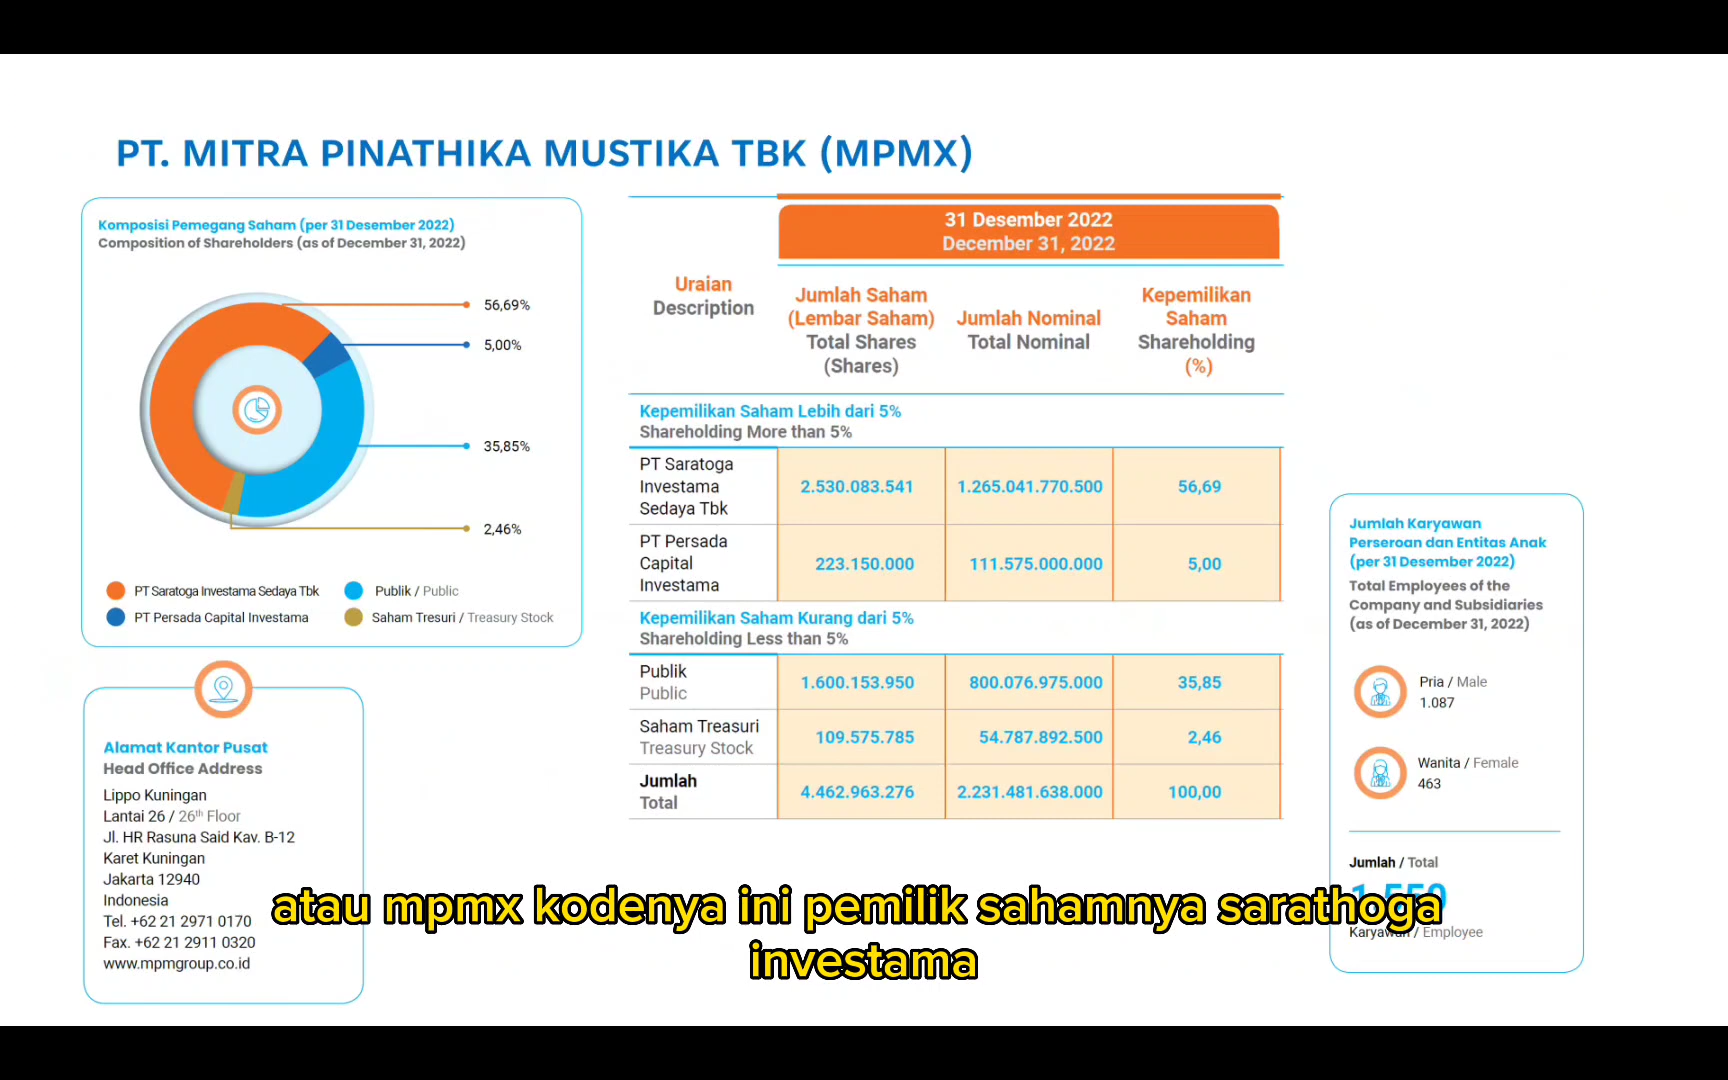 PT. MITRA PINATHIKA MUSTIKA TBK (MPMX)
Komposisi Pemegang Saham (per 31 Desember 2022)
Composition of Shareholders (as of December 31, 2022)
56,69%
5,00%
35,85%
2,46%
PT Saratoga Investama Sedaya Tbk
Publik / Public
PT Persada Capital Investama
Saham Tresuri / Treasury Stock
Alamat Kantor Pusat
Head Office Address
Lippo Kuningan
Lantai 26 / 26th Floor
Jl. HR Rasuna Said Kav. B-12
Karet Kuningan
Jakarta 12940
Indonesia
Tel. +62 21 2971 0170
Fax. +62 21 2911 0320
www.mpmgroup.co.id
31 Desember 2022
December 31, 2022
Uraian
Description
Jumlah Saham
(Lembar Saham)
Total Shares
(Shares)
Jumlah Nominal
Total Nominal
Kepemilikan
Saham
Shareholding
(%)
Kepemilikan Saham Lebih dari 5%
Shareholding More than 5%
PT Saratoga
Investama
Sedaya Tbk
2.530.083.541
1.265.041.770.500
56,69
PT Persada
Capital
Investama
223.150.000
111.575.000.000
5,00
Kepemilikan Saham Kurang dari 5%
Shareholding Less than 5%
Publik
Public
1.600.153.950
800.076.975.000
35,85
Saham Treasuri
Treasury Stock
109.575.785
54.787.892.500
2,46
Jumlah
Total
4.462.963.276
2.231.481.638.000
100,00
Jumlah Karyawan
Perseroan dan Entitas Anak
(per 31 Desember 2022)
Total Employees of the
Company and Subsidiaries
(as of December 31, 2022)
Pria / Male
1.087
Wanita / Female
463
Jumlah / Total
Karyawan / Employee
atau mpmx kodenya ini pemilik sahamnya sarathoga
investama